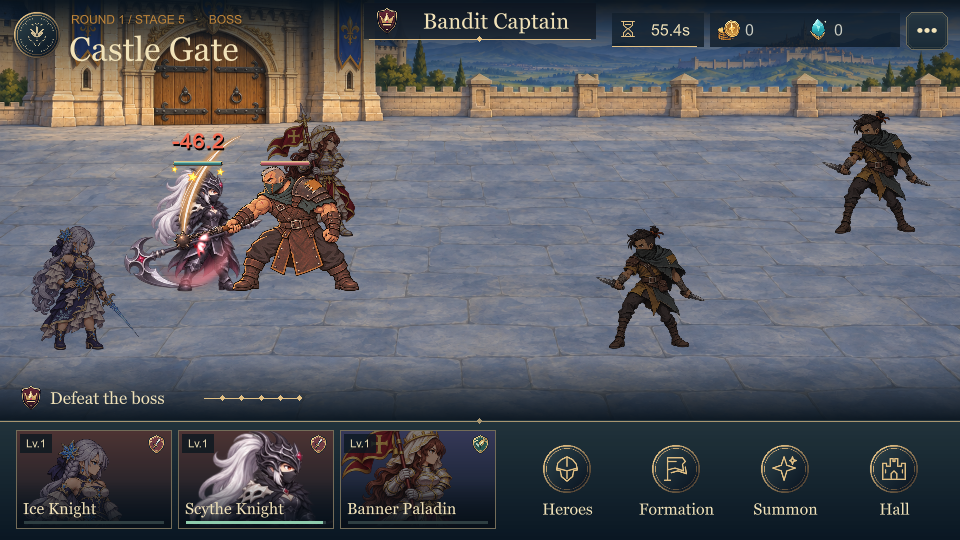 ROUND 1 / STAGE 5 · BOSS
Castle Gate
Bandit Captain
55.4s
0
0
-46.2
Defeat the boss
Lv.1
Ice Knight
Lv.1
Scythe Knight
Lv.1
Banner Paladin
Heroes
Formation
Summon
Hall